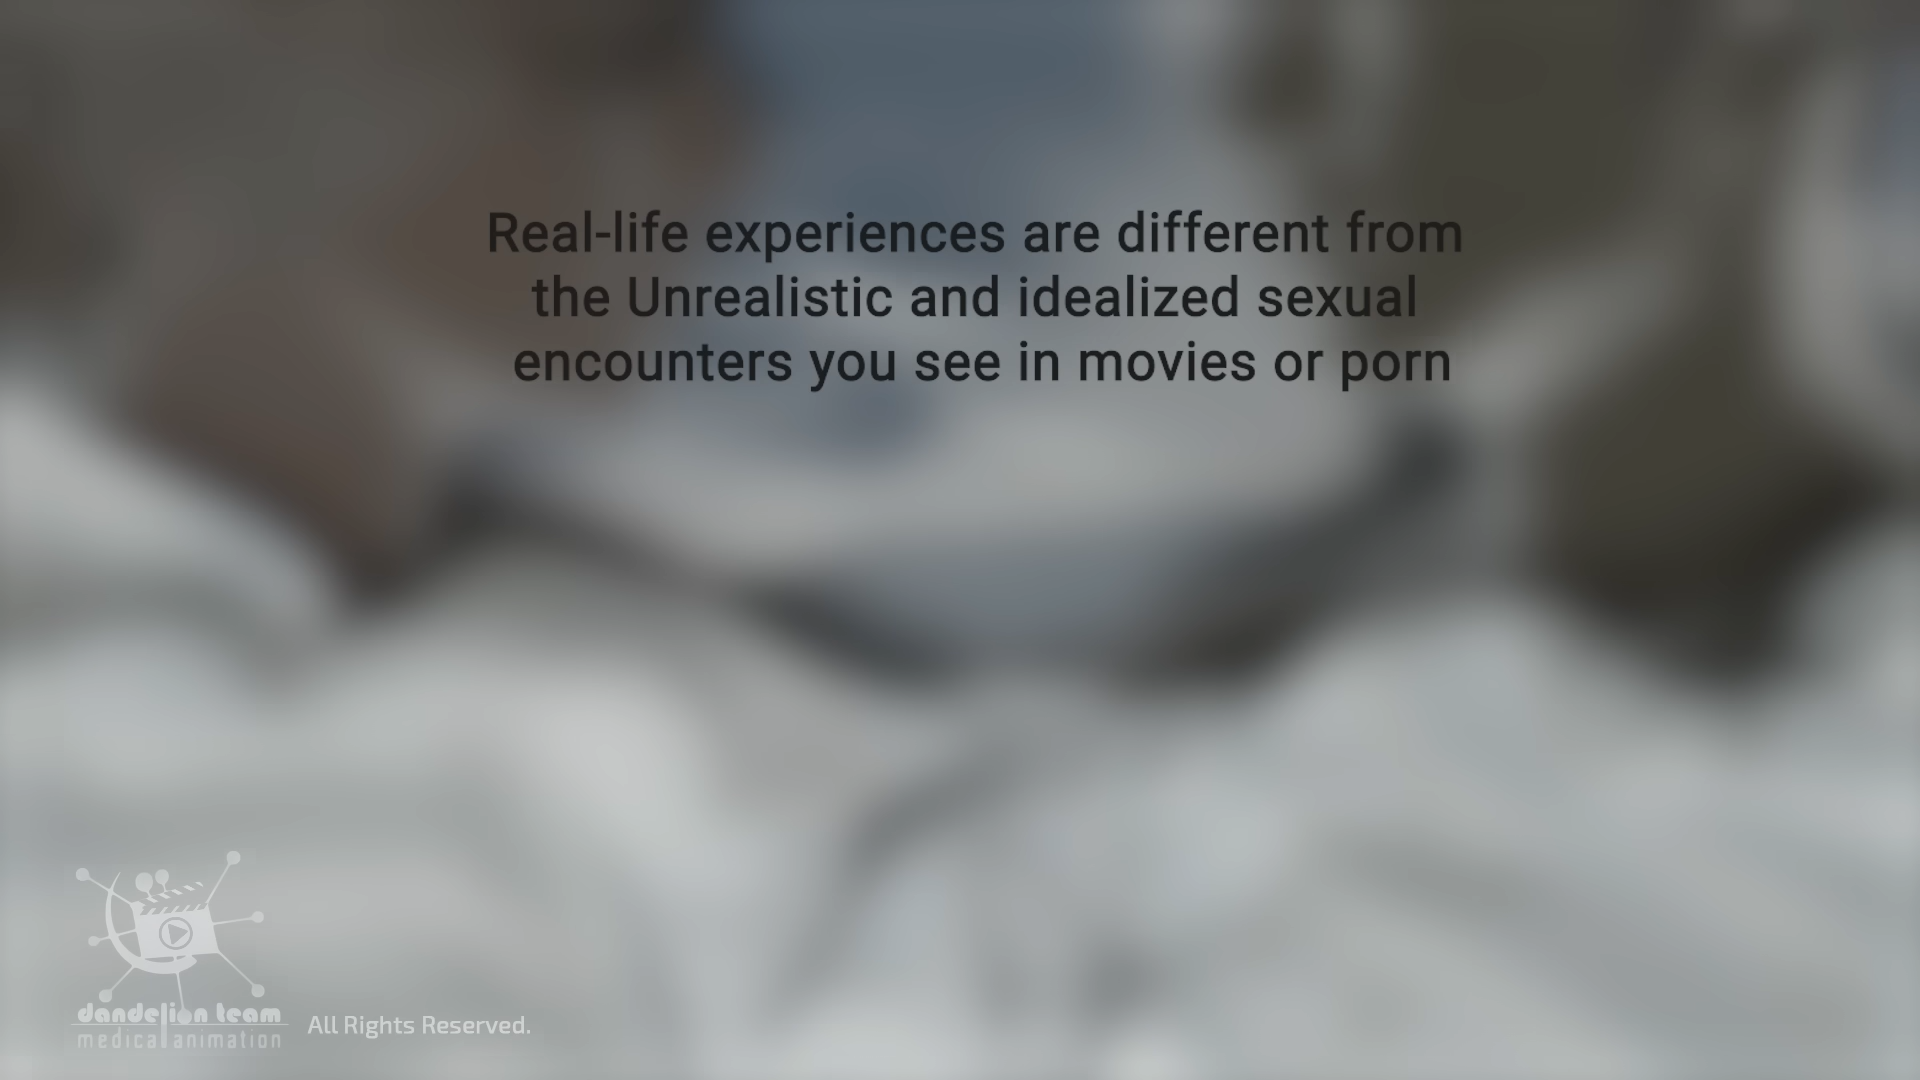 Real-life experiences are different from
the Unrealistic and idealized sexual
encounters you see in movies or porn
dandelion team
medical animation
All Rights Reserved.